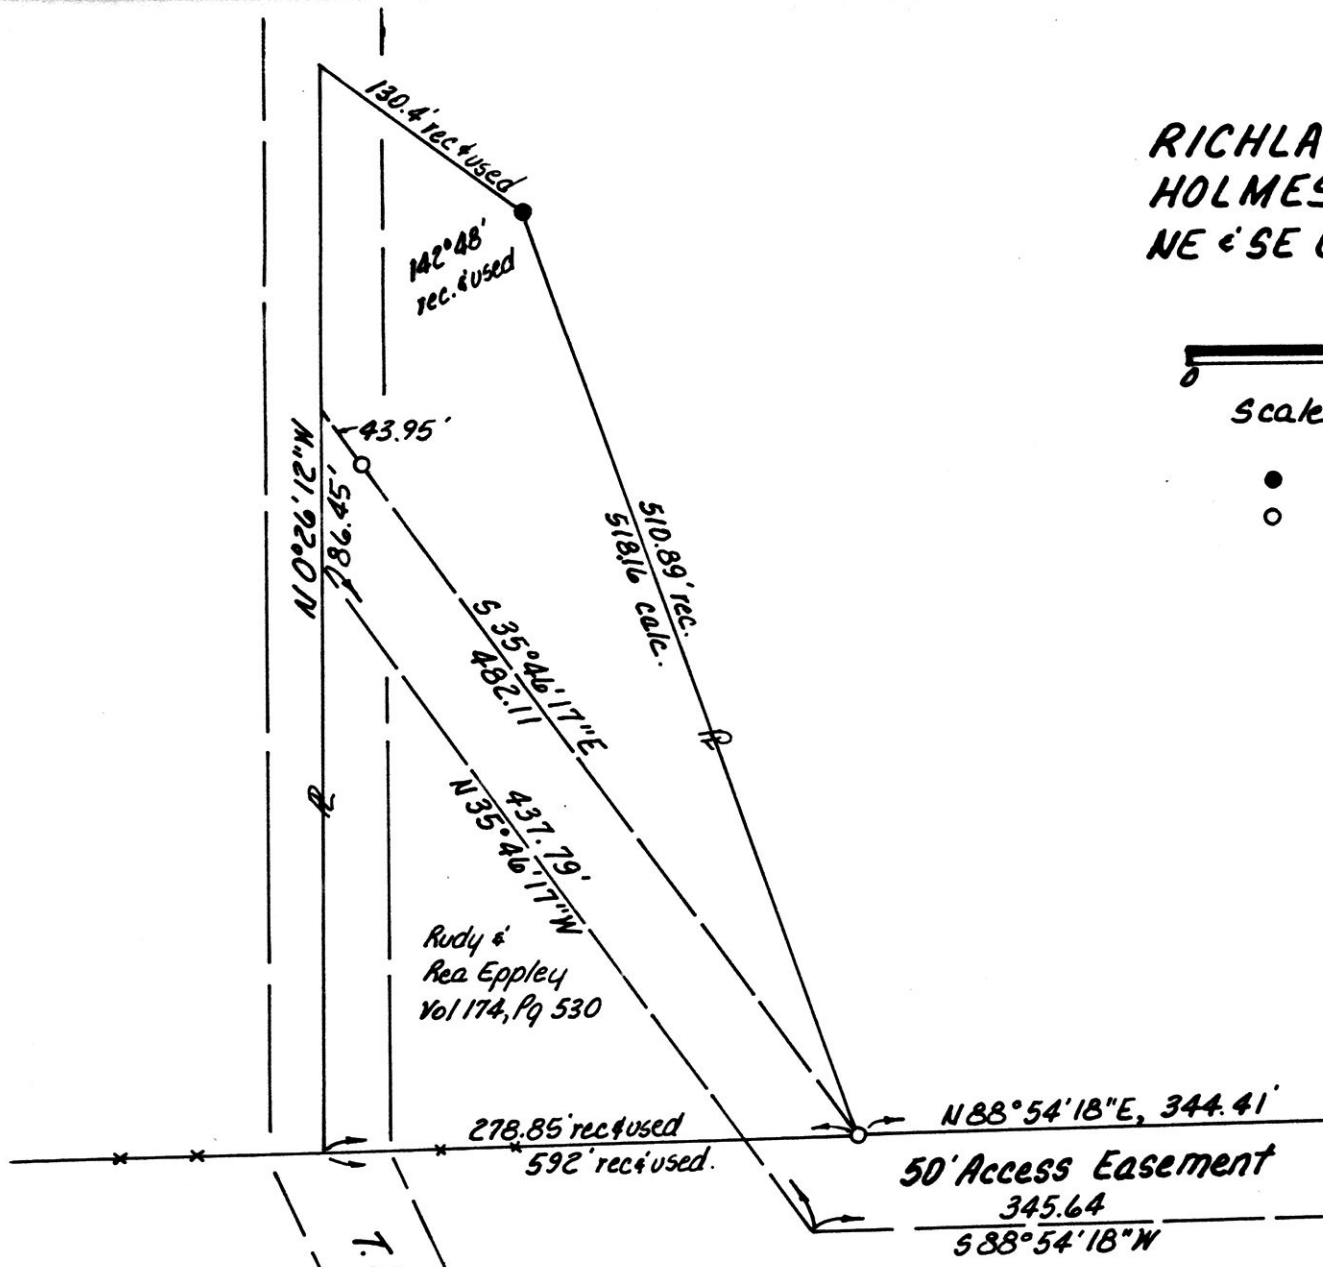 130.4' rec & used
RICHLA
HOLMES
NE & SE
142°48'
rec. & used
0
Scale
43.95'
N 0°26'12" W
86.45'
510.89' rec.
518.16 calc.
S 35°46'17"E
482.11
PL
PL
437.79'
N 35°46'17"W
Rudy &
Rea Eppley
Vol 174, Pg 530
278.85' rec & used
592' rec & used.
N 88°54'18"E, 344.41'
50' Access Easement
345.64
S 88°54'18"W
T.